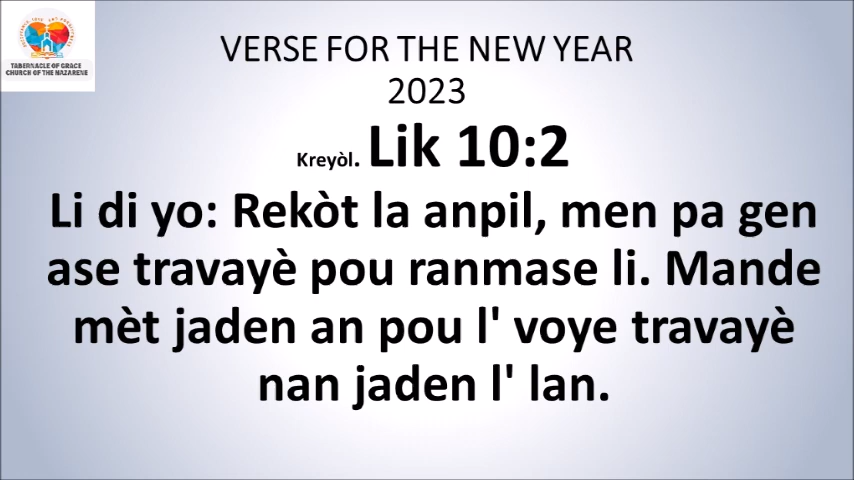 TABERNACLE OF GRACE
CHURCH OF THE NAZARENE
VERSE FOR THE NEW YEAR
2023
Kreyòl. Lik 10:2
Li di yo: Rekòt la anpil, men pa gen
ase travayè pou ranmase li. Mande
mèt jaden an pou l' voye travayè
nan jaden l' lan.